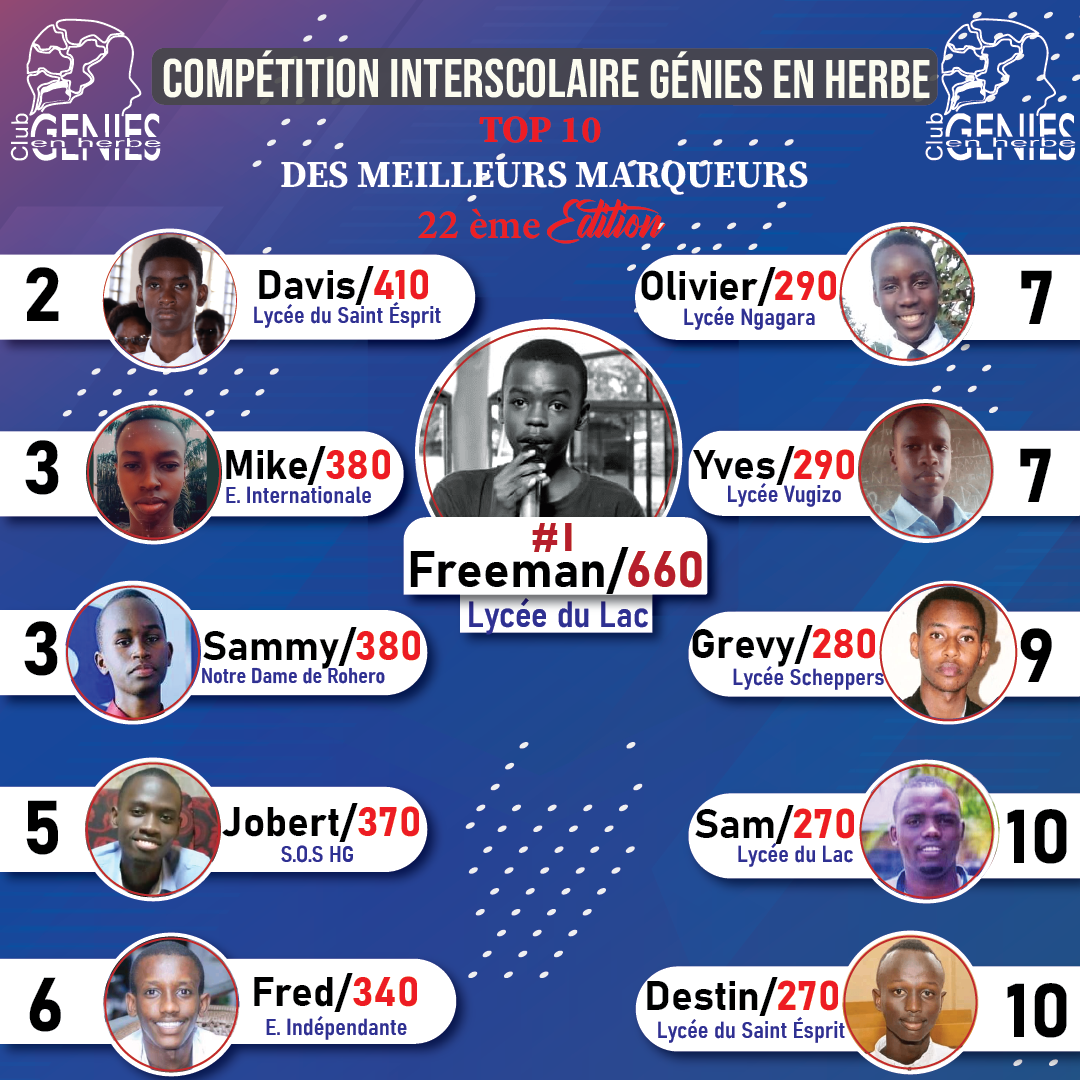 Club
GENIES
en herbe
COMPÉTITION INTERSCOLAIRE GÉNIES EN HERBE
Club
GENIES
en herbe
TOP 10
DES MEILLEURS MARQUEURS
22 ème Edition
2
Davis/410
Lycée du Saint Ésprit
3
Mike/380
E. Internationale
3
Sammy/380
Notre Dame de Rohero
5
Jobert/370
S.O.S HG
6
Fred/340
E. Indépendante
#1
Freeman/660
Lycée du Lac
Olivier/290
Lycée Ngagara
7
Yves/290
Lycée Vugizo
7
Grevy/280
Lycée Scheppers
9
Sam/270
Lycée du Lac
10
Destin/270
Lycée du Saint Ésprit
10